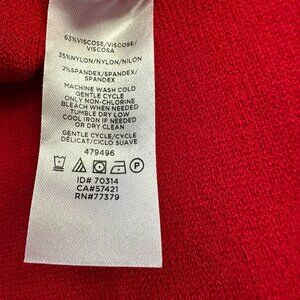 63%VISCOSE/VISCOSE/
VISCOSA
35%NYLON/NYLON/NILÓN
2%SPANDEX/SPANDEX/
SPANDEX
MACHINE WASH COLD
GENTLE CYCLE
ONLY NON-CHLORINE
BLEACH WHEN NEEDED
TUMBLE DRY LOW
COOL IRON IF NEEDED
OR DRY CLEAN
GENTLE CYCLE/CYCLE
DÉLICAT/CICLO SUAVE
479496
P
ID# 70314
CA#57421
RN#77379